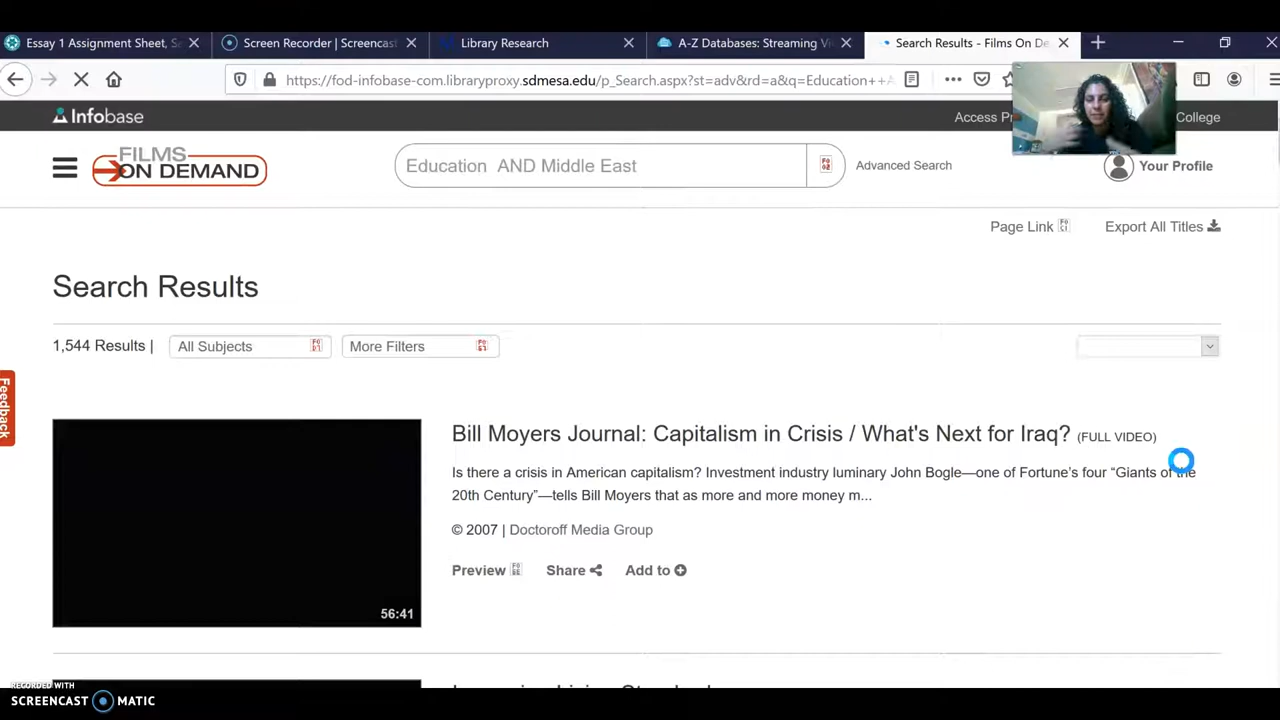 Essay 1 Assignment Sheet, Se
Screen Recorder | Screencast
Library Research
A-Z Databases: Streaming Vi
Search Results - Films On De
https://fod-infobase-com.libraryproxy.sdmesa.edu/p_Search.aspx?st=adv&rd=a&q=Education++A
Infobase
Access Pr
College
FILMS
ON DEMAND
Education AND Middle East
Advanced Search
Your Profile
Page Link
Export All Titles
Search Results
1,544 Results |
All Subjects
More Filters
Feedback
Bill Moyers Journal: Capitalism in Crisis / What's Next for Iraq? (FULL VIDEO)
Is there a crisis in American capitalism? Investment industry luminary John Bogle—one of Fortune's four “Giants of the
20th Century”—tells Bill Moyers that as more and more money m...
© 2007 | Doctoroff Media Group
Preview
Share
Add to
56:41
RECORDED WITH
SCREENCAST MATIC